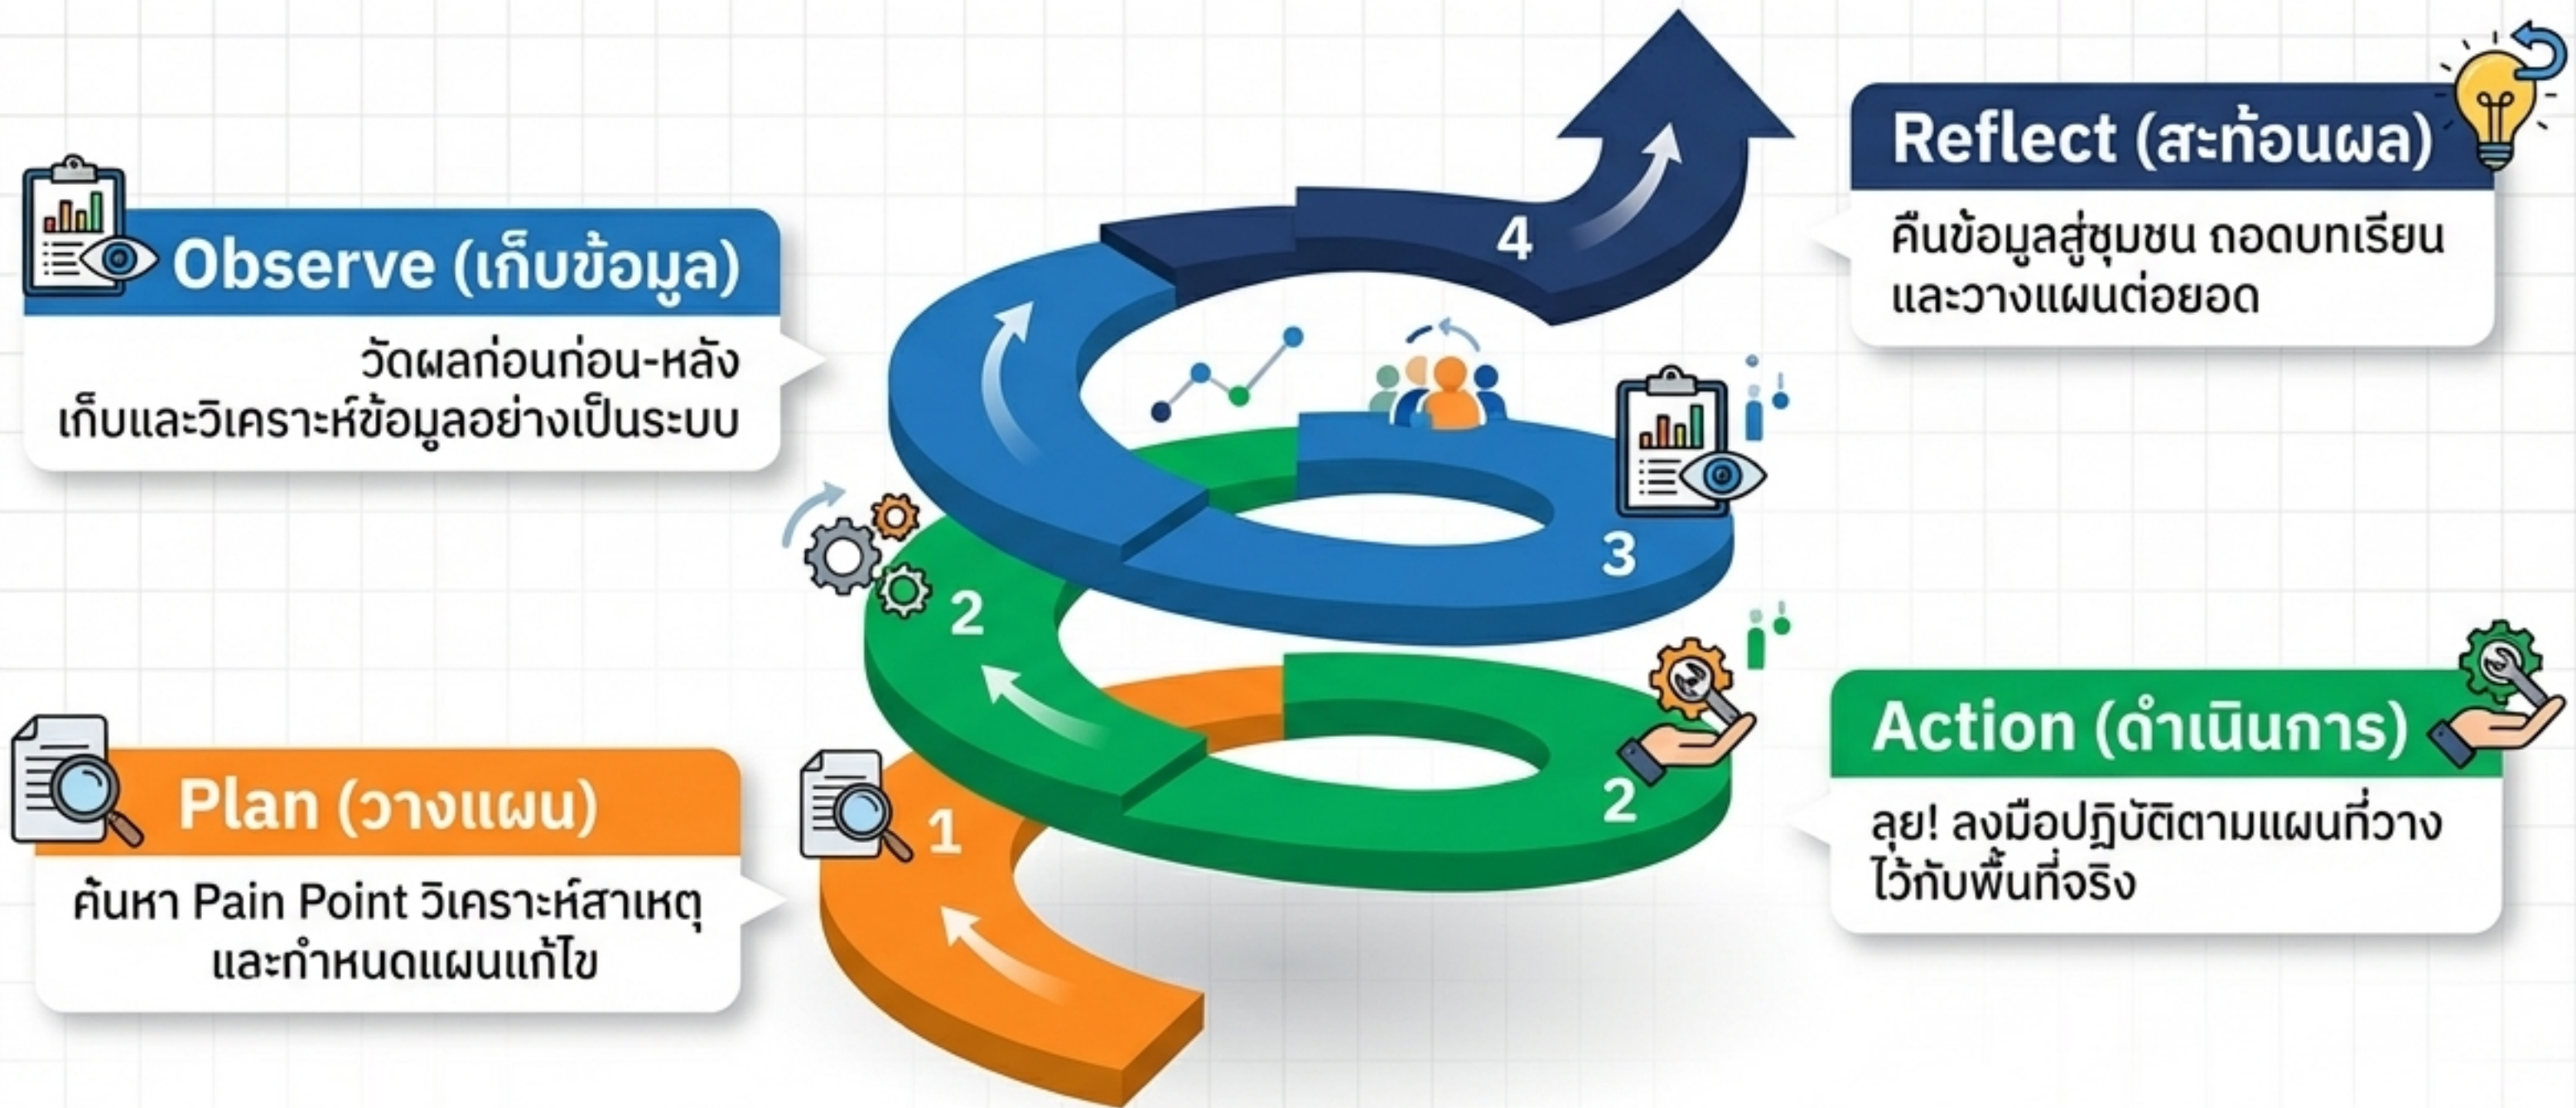 Reflect (สะท้อนผล)
คืนข้อมูลสู่ชุมชน ถอดบทเรียน
และวางแผนต่อยอด
Observe (เก็บข้อมูล)
วัดผลก่อนก่อน-หลัง
เก็บและวิเคราะห์ข้อมูลอย่างเป็นระบบ
4
3
2
2
1
Action (ดำเนินการ)
ลุย! ลงมือปฏิบัติตามแผนที่วาง
ไว้กับพื้นที่จริง
Plan (วางแผน)
ค้นหา Pain Point วิเคราะห์สาเหตุ
และกำหนดแผนแก้ไข